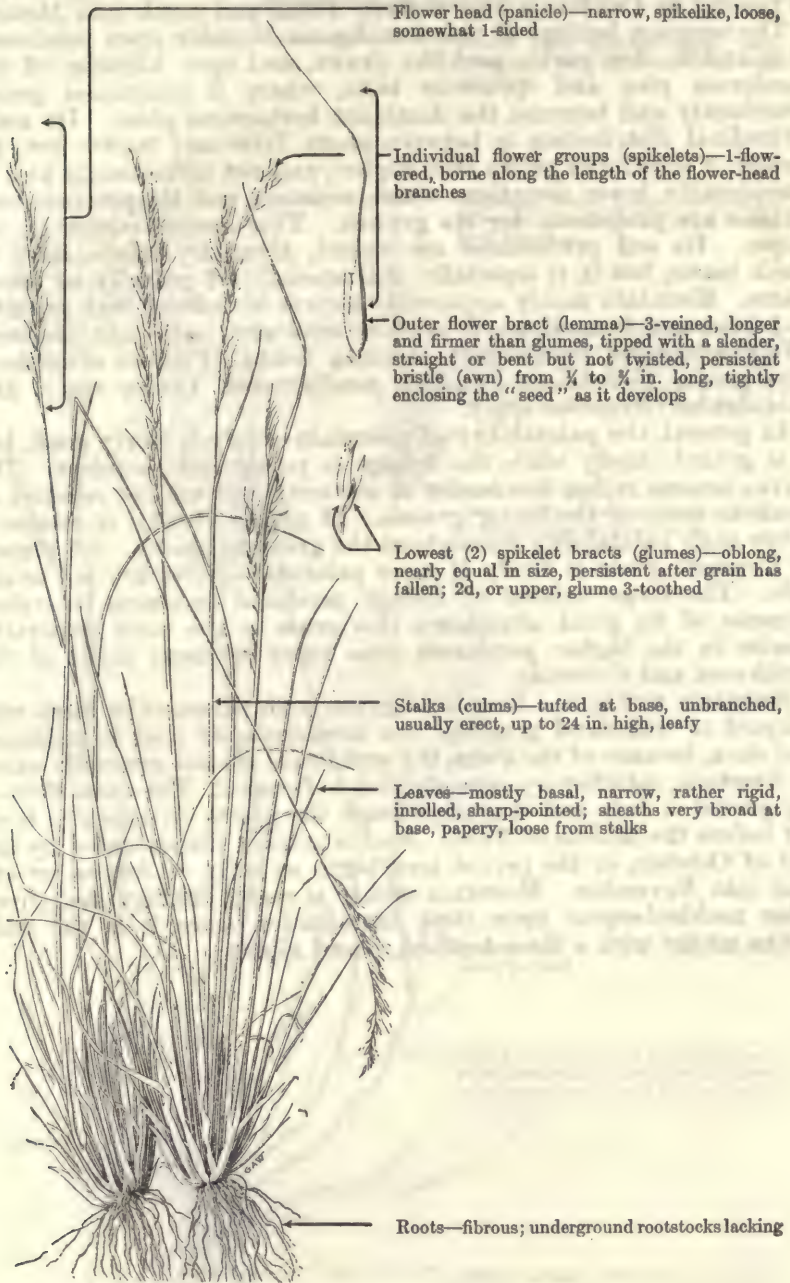 Flower head (panicle)—narrow, spikelike, loose,
somewhat 1-sided
Individual flower groups (spikelets)—1-flow-
ered, borne along the length of the flower-head
branches
Outer flower bract (lemma)—3-veined, longer
and firmer than glumes, tipped with a slender,
straight or bent but not twisted, persistent
bristle (awn) from ¼ to ¾ in. long, tightly
enclosing the "seed" as it develops
Lowest (2) spikelet bracts (glumes)—oblong,
nearly equal in size, persistent after grain has
fallen; 2d, or upper, glume 3-toothed
Stalks (culms)—tufted at base, unbranched,
usually erect, up to 24 in. high, leafy
Leaves—mostly basal, narrow, rather rigid,
inrolled, sharp-pointed; sheaths very broad at
base, papery, loose from stalks
GAW
Roots—fibrous; underground rootstocks lacking